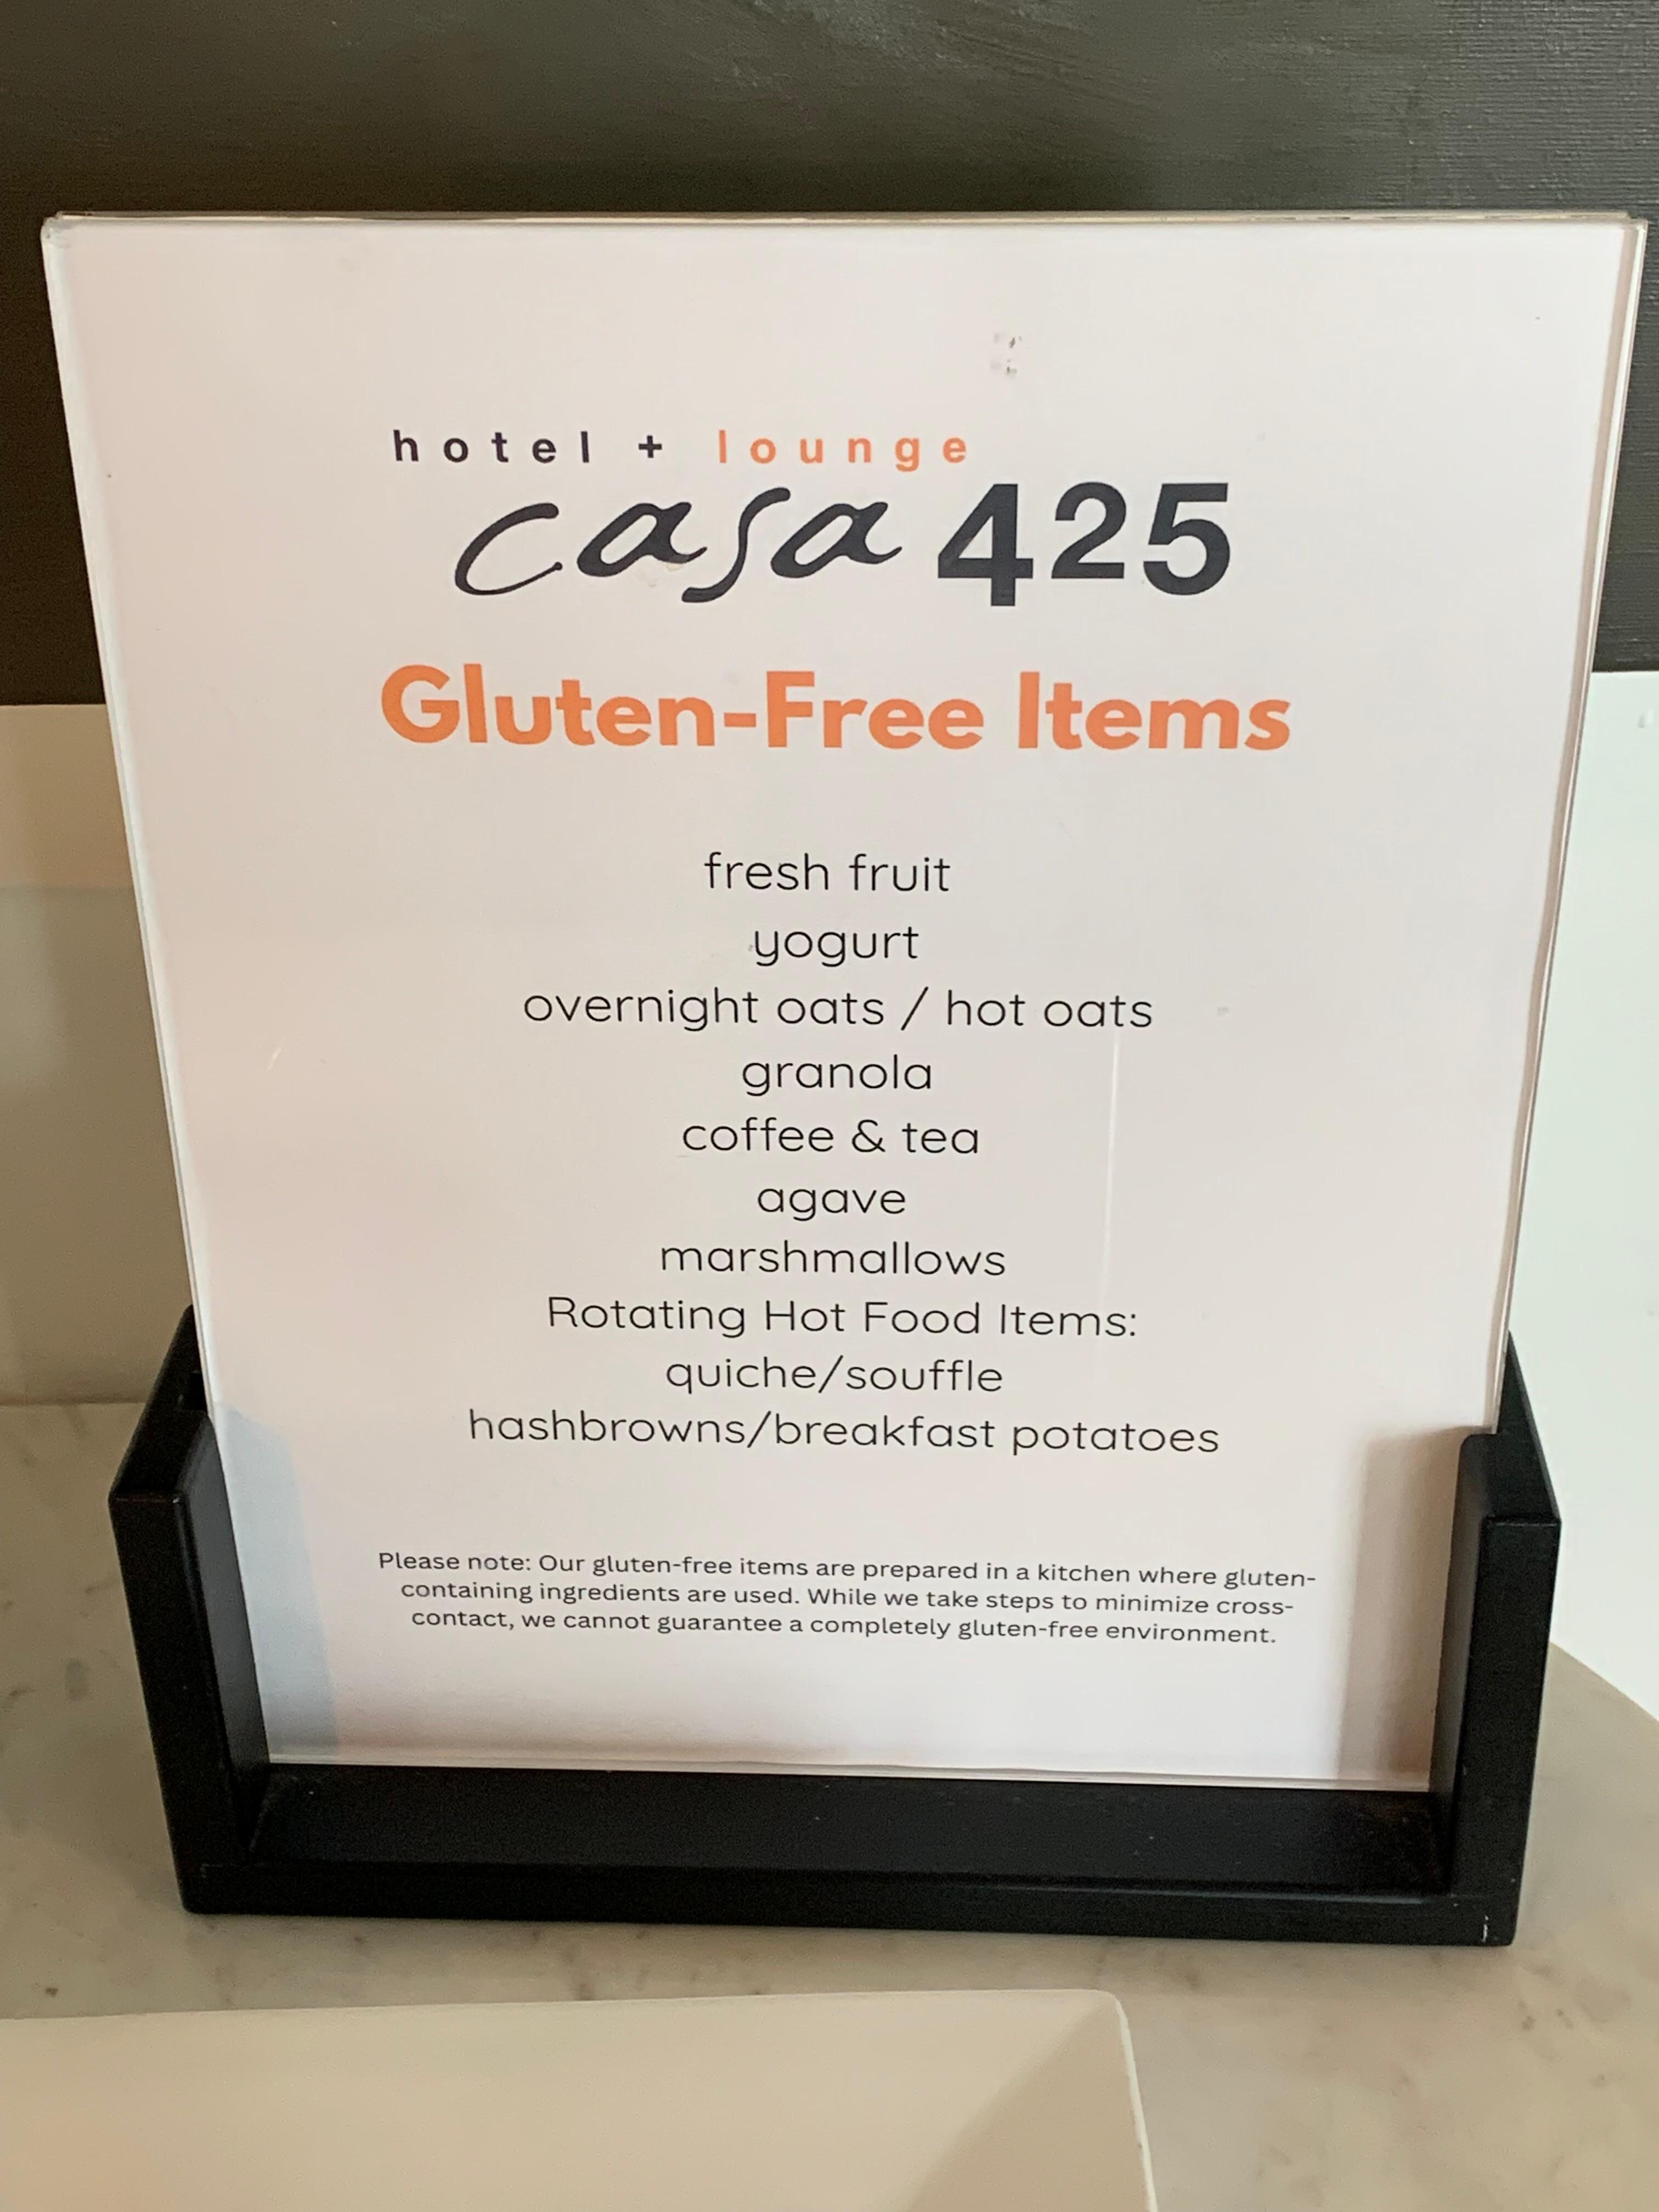 hotel + lounge
casa 425
Gluten-Free Items
fresh fruit
yogurt
overnight oats / hot oats
granola
coffee & tea
agave
marshmallows
Rotating Hot Food Items:
quiche/souffle
hashbrowns/breakfast potatoes
Please note: Our gluten-free items are prepared in a kitchen where gluten-
containing ingredients are used. While we take steps to minimize cross-
contact, we cannot guarantee a completely gluten-free environment.